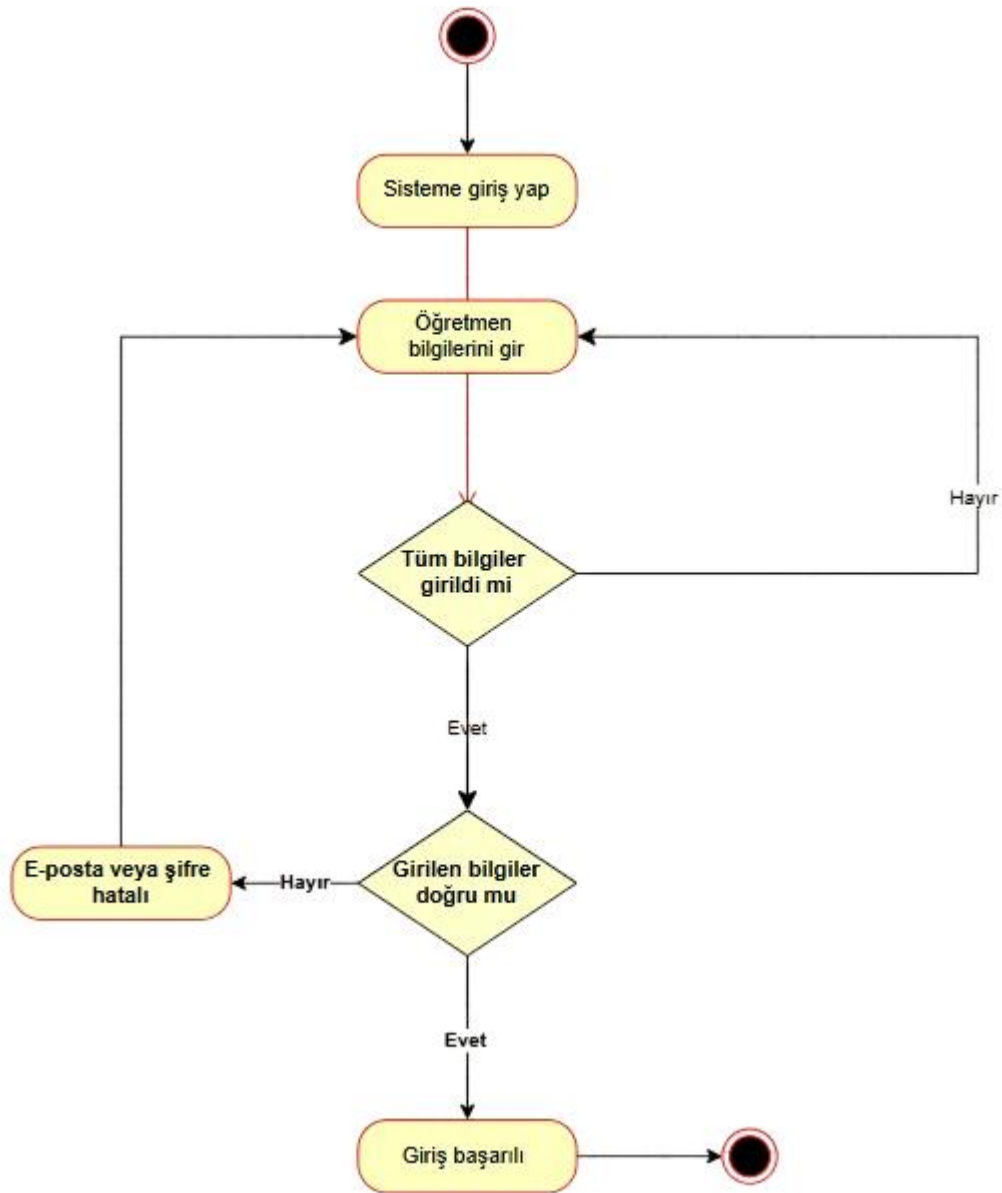 Sisteme giriş yap
Öğretmen
bilgilerini gir
Hayır
Tüm bilgiler
girildi mi
Evet
Girilen bilgiler
doğru mu
Hayır
E-posta veya şifre
hatalı
Evet
Giriş başarılı